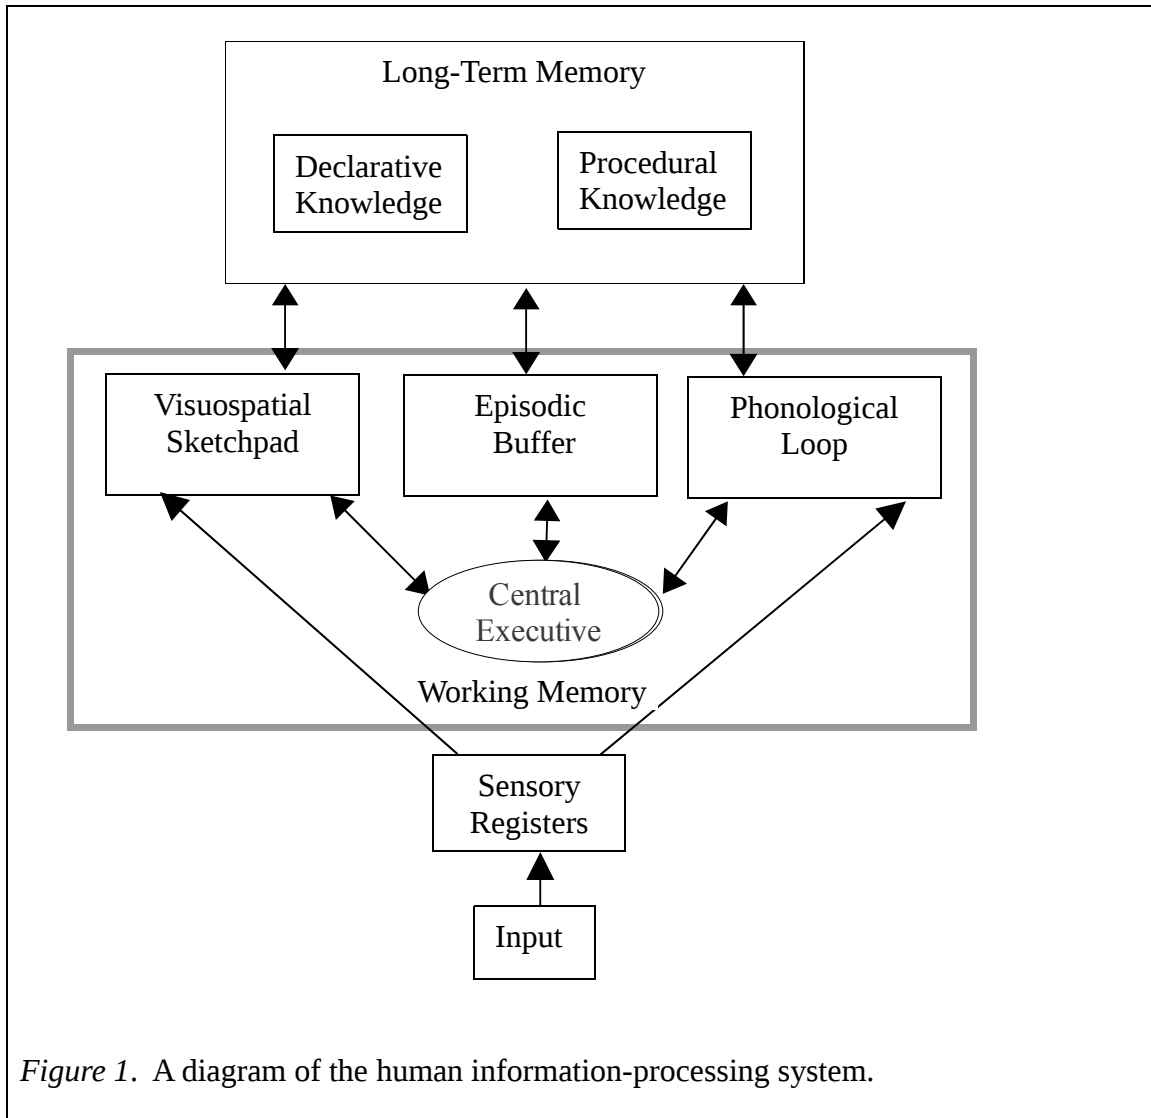 Long-Term Memory
Declarative
Knowledge
Procedural
Knowledge
Visuospatial
Sketchpad
Episodic
Buffer
Phonological
Loop
Central
Executive
Working Memory
Sensory
Registers
Input
Figure 1.  A diagram of the human information-processing system.